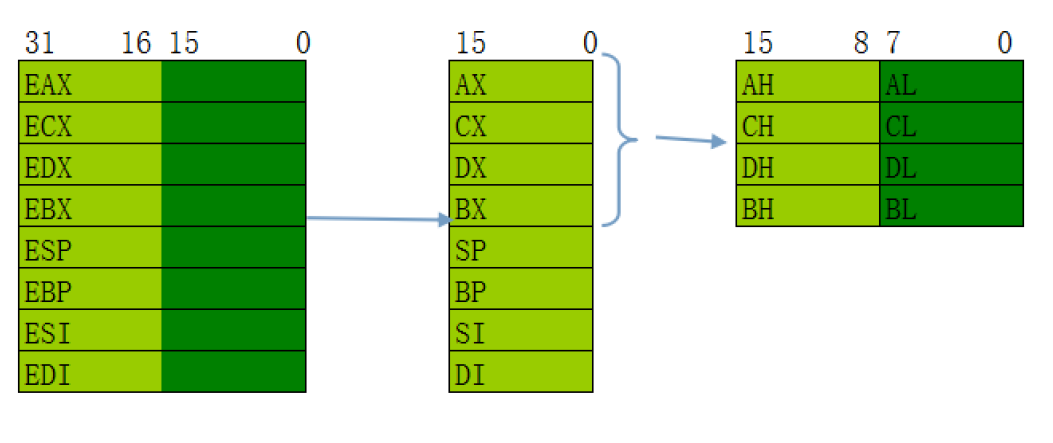 31 16 15 0 15 0 15 8 7 0
EAX AX AH AL
ECX CX CH CL
EDX DX DH DL
EBX BX BH BL
ESP SP
EBP BP
ESI SI
EDI DI